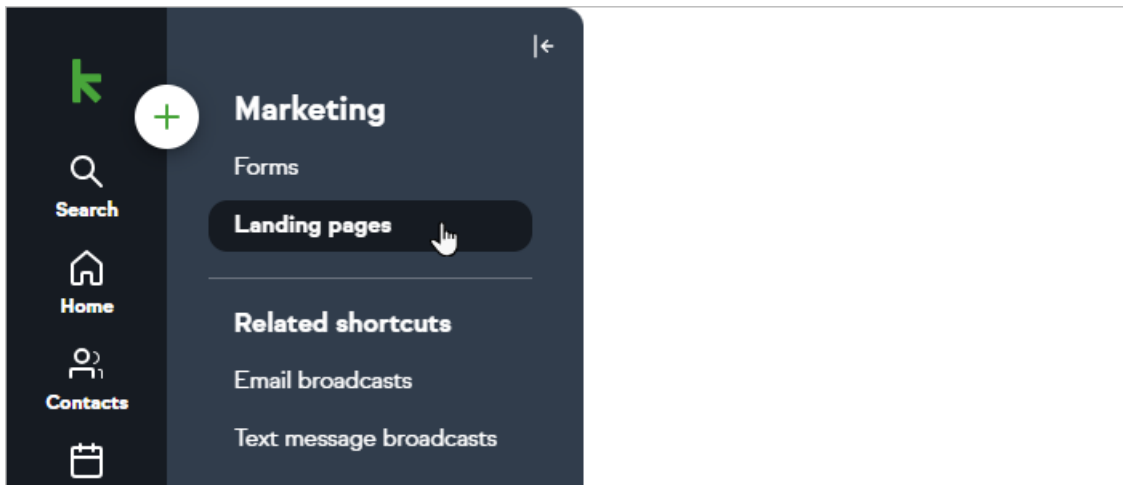 Search
Home
Contacts
Marketing
Forms
Landing pages
Related shortcuts
Email broadcasts
Text message broadcasts